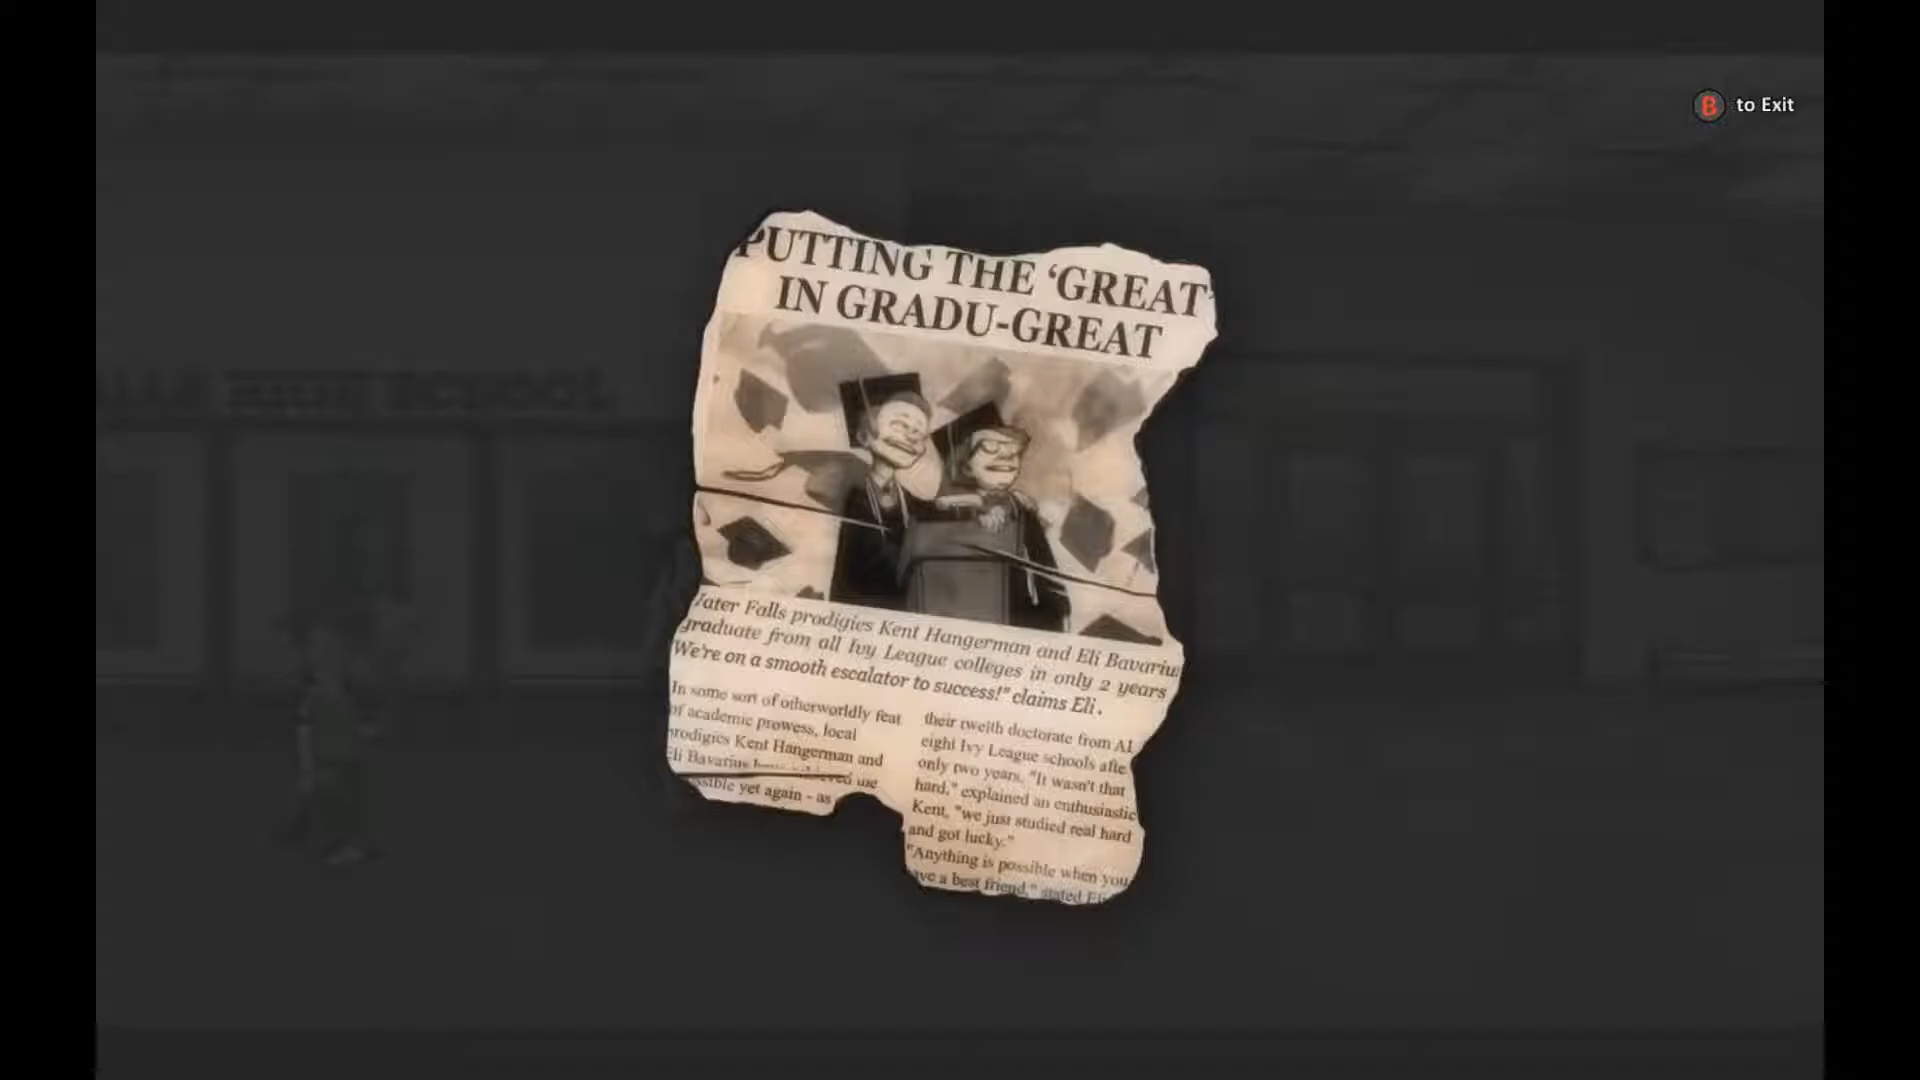 to Exit
PUTTING THE 'GREAT'
IN GRADU-GREAT
Falls prodigies Kent Hangerman and Eli Bavariu
graduate from all Ivy League colleges in only 2 years
We're on a smooth escalator to success!" claims Eli.
In some sort of otherworldly feat
of academic prowess, local
prodigies Kent Hangerman and
Eli Bavarius
yet again - as
their twelth doctorate from
eight Ivy League schools afte
only two years. "It wasn't that
hard," explained an enthusiastic
Kent, "we just studied real hard
and got lucky."
"Anything is possible when you
ave a best friend," stated Eli
SCHOOL